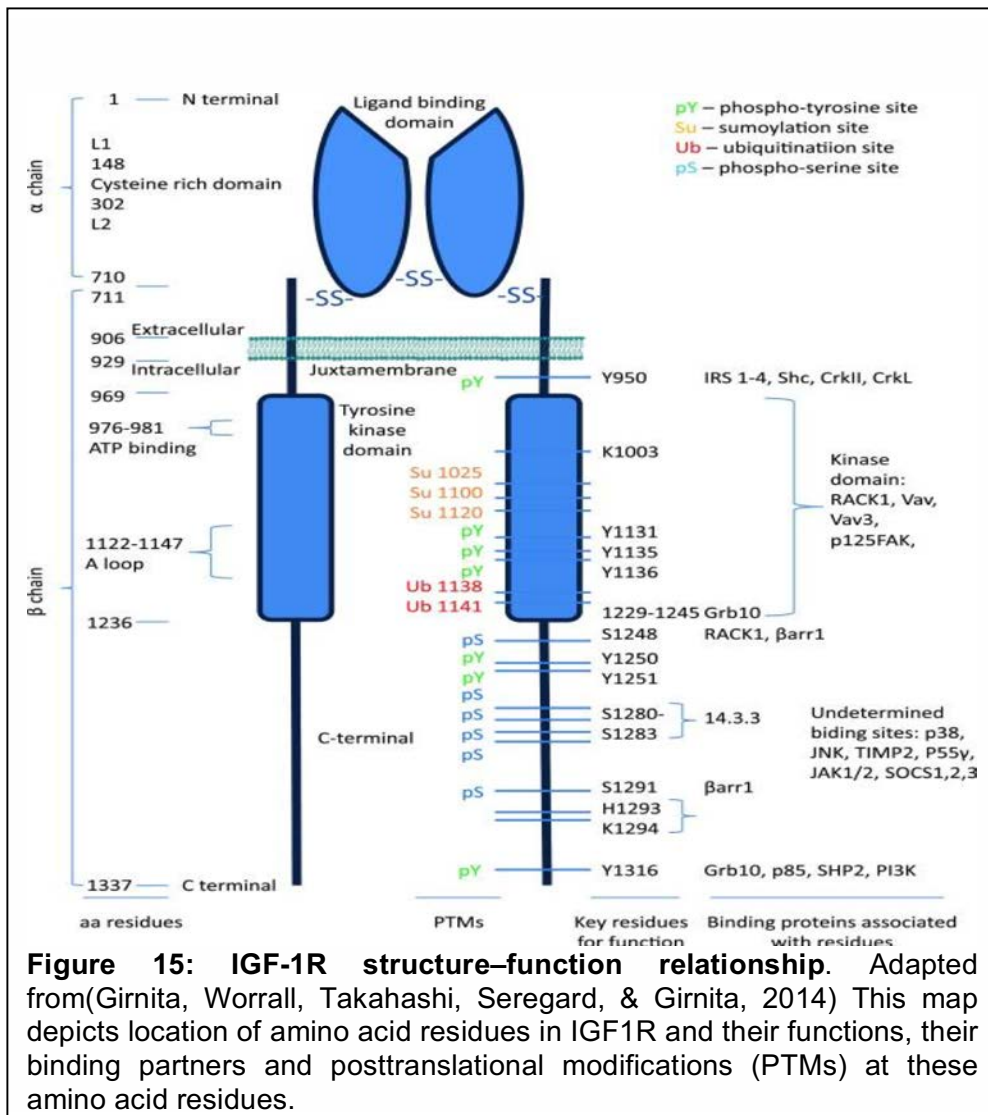 1 N terminal
Ligand binding
domain
pY – phospho-tyrosine site
Su – sumoylation site
Ub – ubiquitinatiion site
pS – phospho-serine site
α chain
L1
148
Cysteine rich domain
302
L2
710
-SS-
-SS-
-SS-
711
β chain
906 Extracellular
929
Intracellular
Juxtamembrane
969
pY Y950 IRS 1-4, Shc, CrkII, CrkL
976-981
ATP binding
Tyrosine
kinase
domain
K1003
Su 1025
Su 1100
Su 1120
Kinase
domain:
RACK1, Vav,
Vav3,
p125FAK,
1122-1147
A loop
pY Y1131
pY Y1135
pY Y1136
Ub 1138
Ub 1141
1229-1245 Grb10
1236
pS S1248 RACK1, βarr1
pY Y1250
pY Y1251
pS
pS S1280-
pS S1283
14.3.3
pS
C-terminal
Undetermined
biding sites: p38,
JNK, TIMP2, P55γ,
JAK1/2, SOCS1,2,3
pS S1291 βarr1
H1293
K1294
pY Y1316 Grb10, p85, SHP2, PI3K
1337 C terminal
aa residues
PTMs
Key residues
for function
Binding proteins associated
with residues
Figure 15: IGF-1R structure–function relationship. Adapted
from(Girnita, Worrall, Takahashi, Seregard, & Girnita, 2014) This map
depicts location of amino acid residues in IGF1R and their functions, their
binding partners and posttranslational modifications (PTMs) at these
amino acid residues.